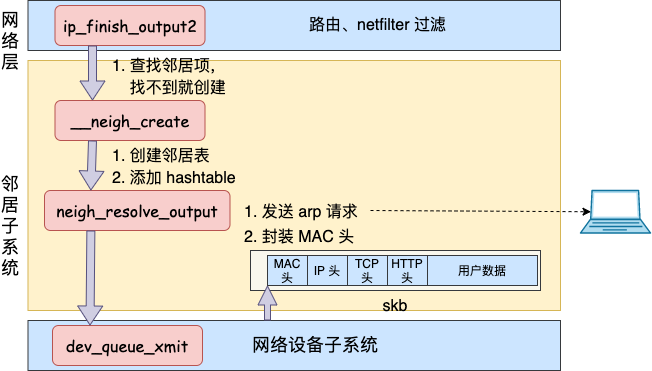 网络层
ip_finish_output2
路由、netfilter 过滤
1. 查找邻居项,
找不到就创建
__neigh_create
1. 创建邻居表
2. 添加 hashtable
邻居子系统
neigh_resolve_output
1. 发送 arp 请求
2. 封装 MAC 头
MAC
头
IP 头
TCP
头
HTTP
头
用户数据
skb
dev_queue_xmit
网络设备子系统